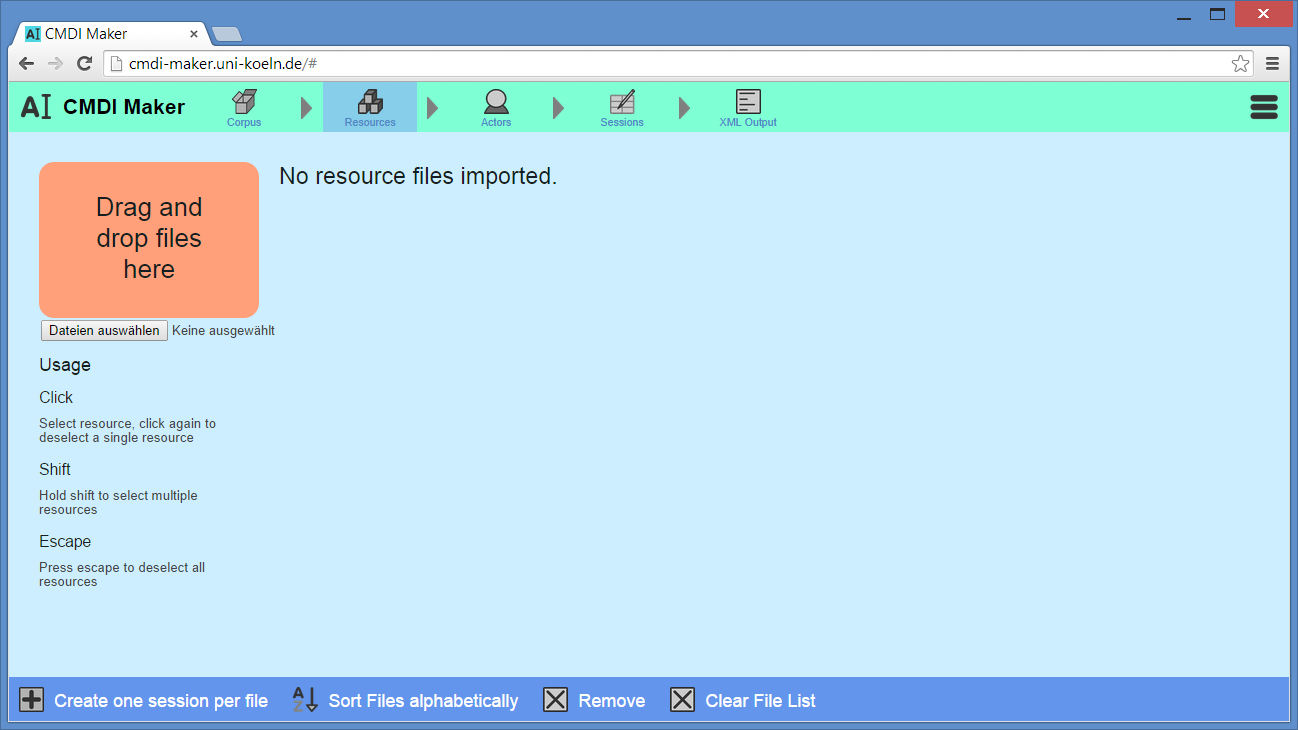 CMDI Maker
cmdi-maker.uni-koeln.de/#
AI CMDI Maker
Corpus
Resources
Actors
Sessions
XML Output
Drag and
drop files
here
No resource files imported.
Dateien auswählen Keine ausgewählt
Usage
Click
Select resource, click again to
deselect a single resource
Shift
Hold shift to select multiple
resources
Escape
Press escape to deselect all
resources
Create one session per file
Sort Files alphabetically
Remove
Clear File List